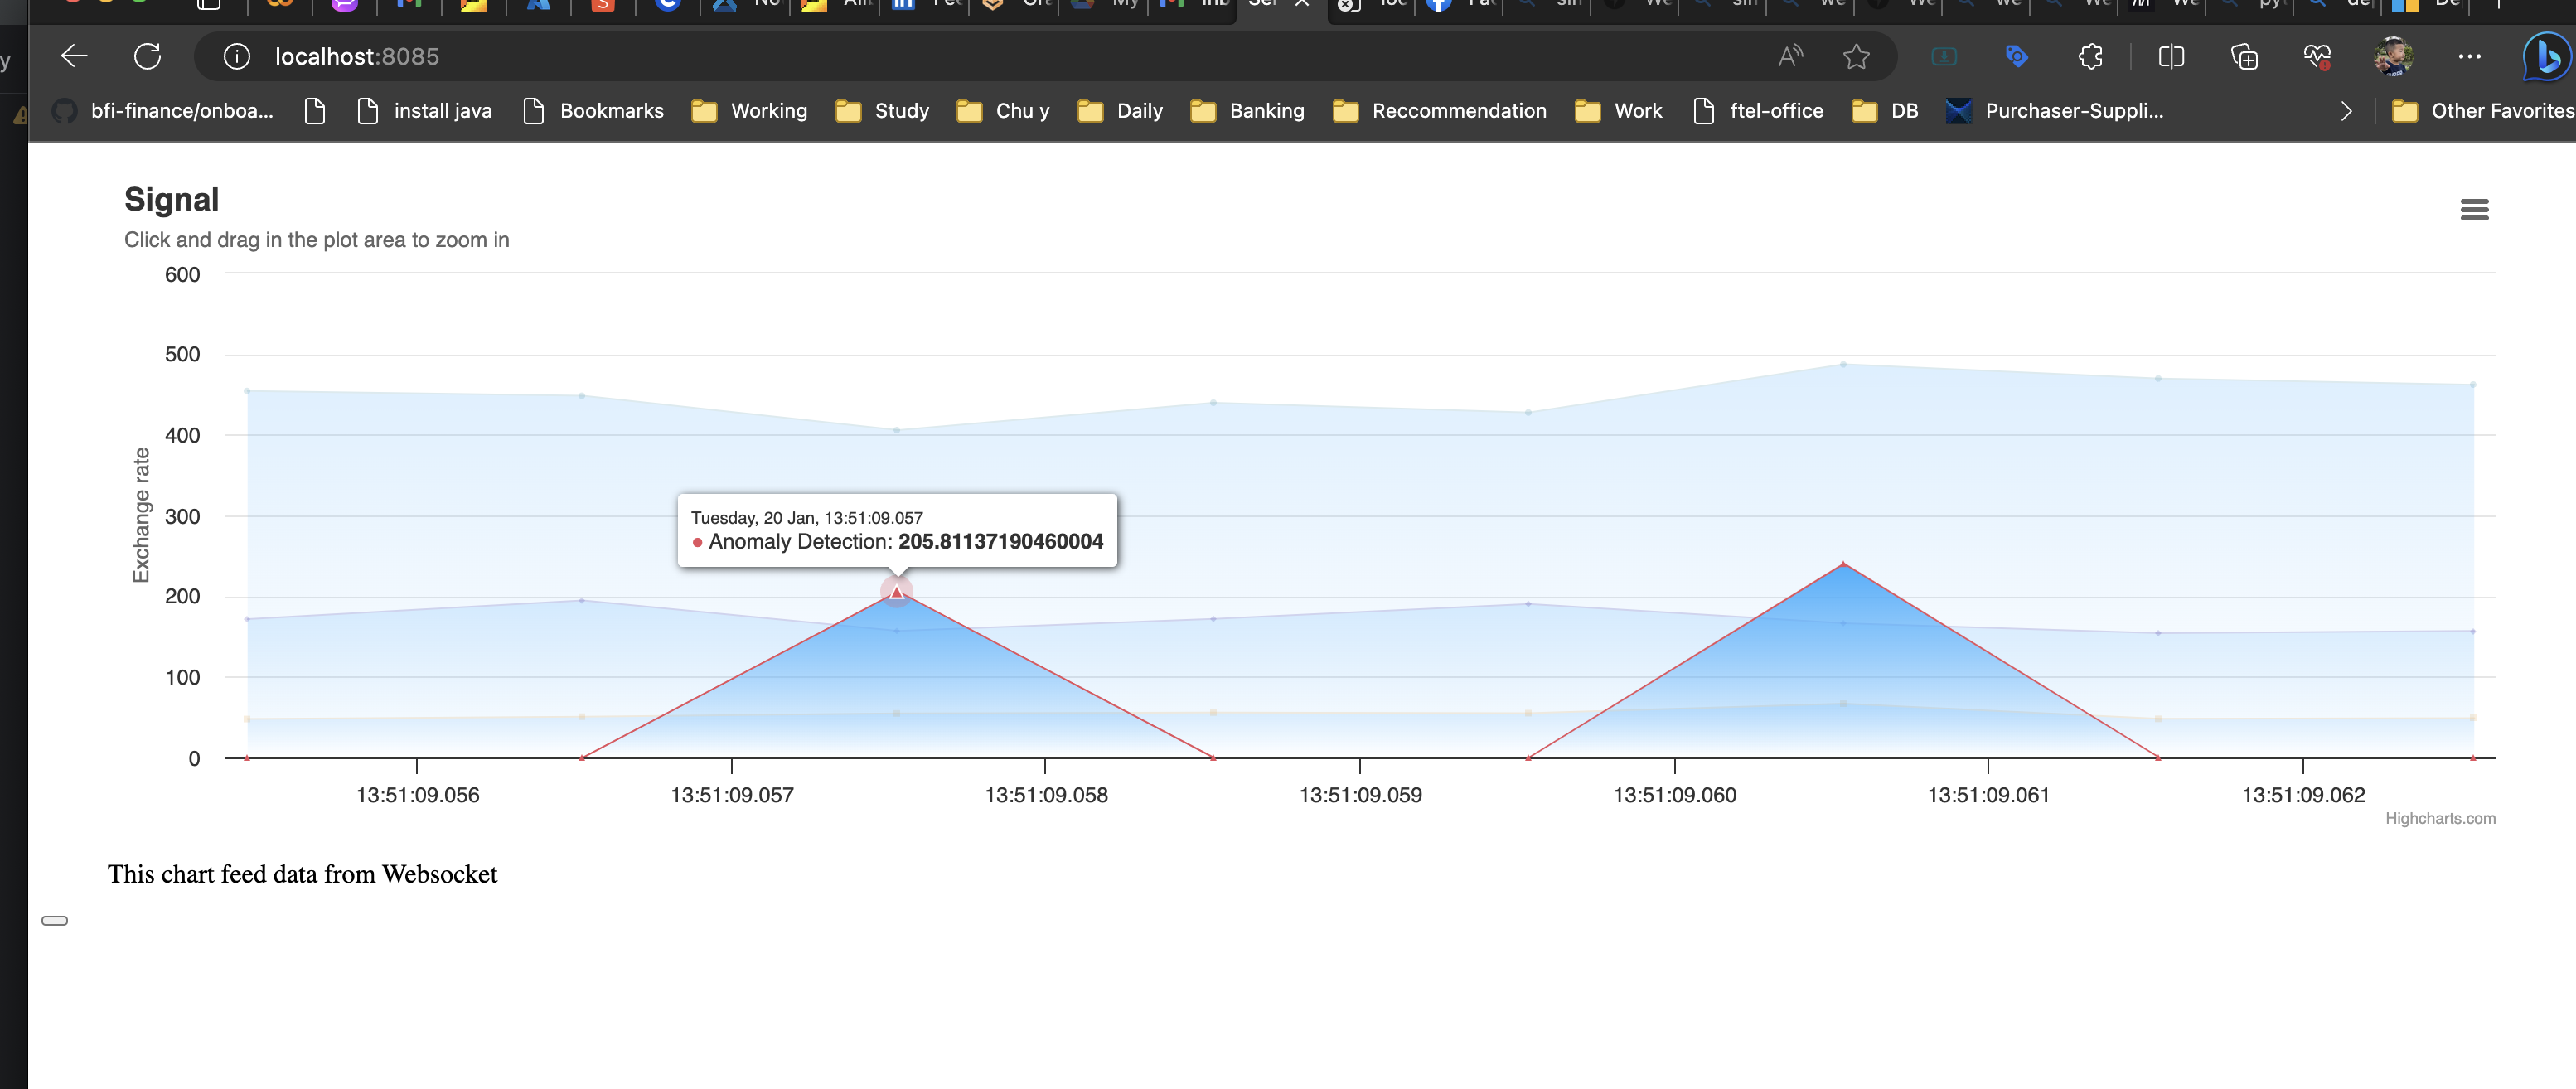 localhost:8085
bfi-finance/onboa... install java Bookmarks Working Study Chu y Daily Banking Reccommendation Work ftel-office DB Purchaser-Suppli... Other Favorites
Signal
Click and drag in the plot area to zoom in
600
500
400
300
200
100
0
Exchange rate
Tuesday, 20 Jan, 13:51:09.057
Anomaly Detection: 205.81137190460004
13:51:09.056 13:51:09.057 13:51:09.058 13:51:09.059 13:51:09.060 13:51:09.061 13:51:09.062
Highcharts.com
This chart feed data from Websocket